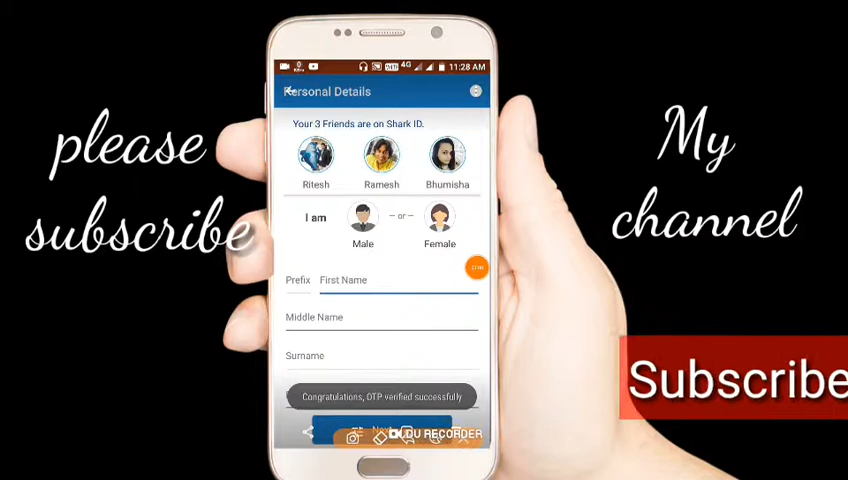 please
subscribe
My
channel
Subscribe
4G
11:28 AM
Personal Details
Your 3 Friends are on Shark ID.
Ritesh
Ramesh
Bhumisha
I am
Male
- or -
Female
Prefix
First Name
Middle Name
Surname
Congratulations, OTP verified successfully
DU RECORDER